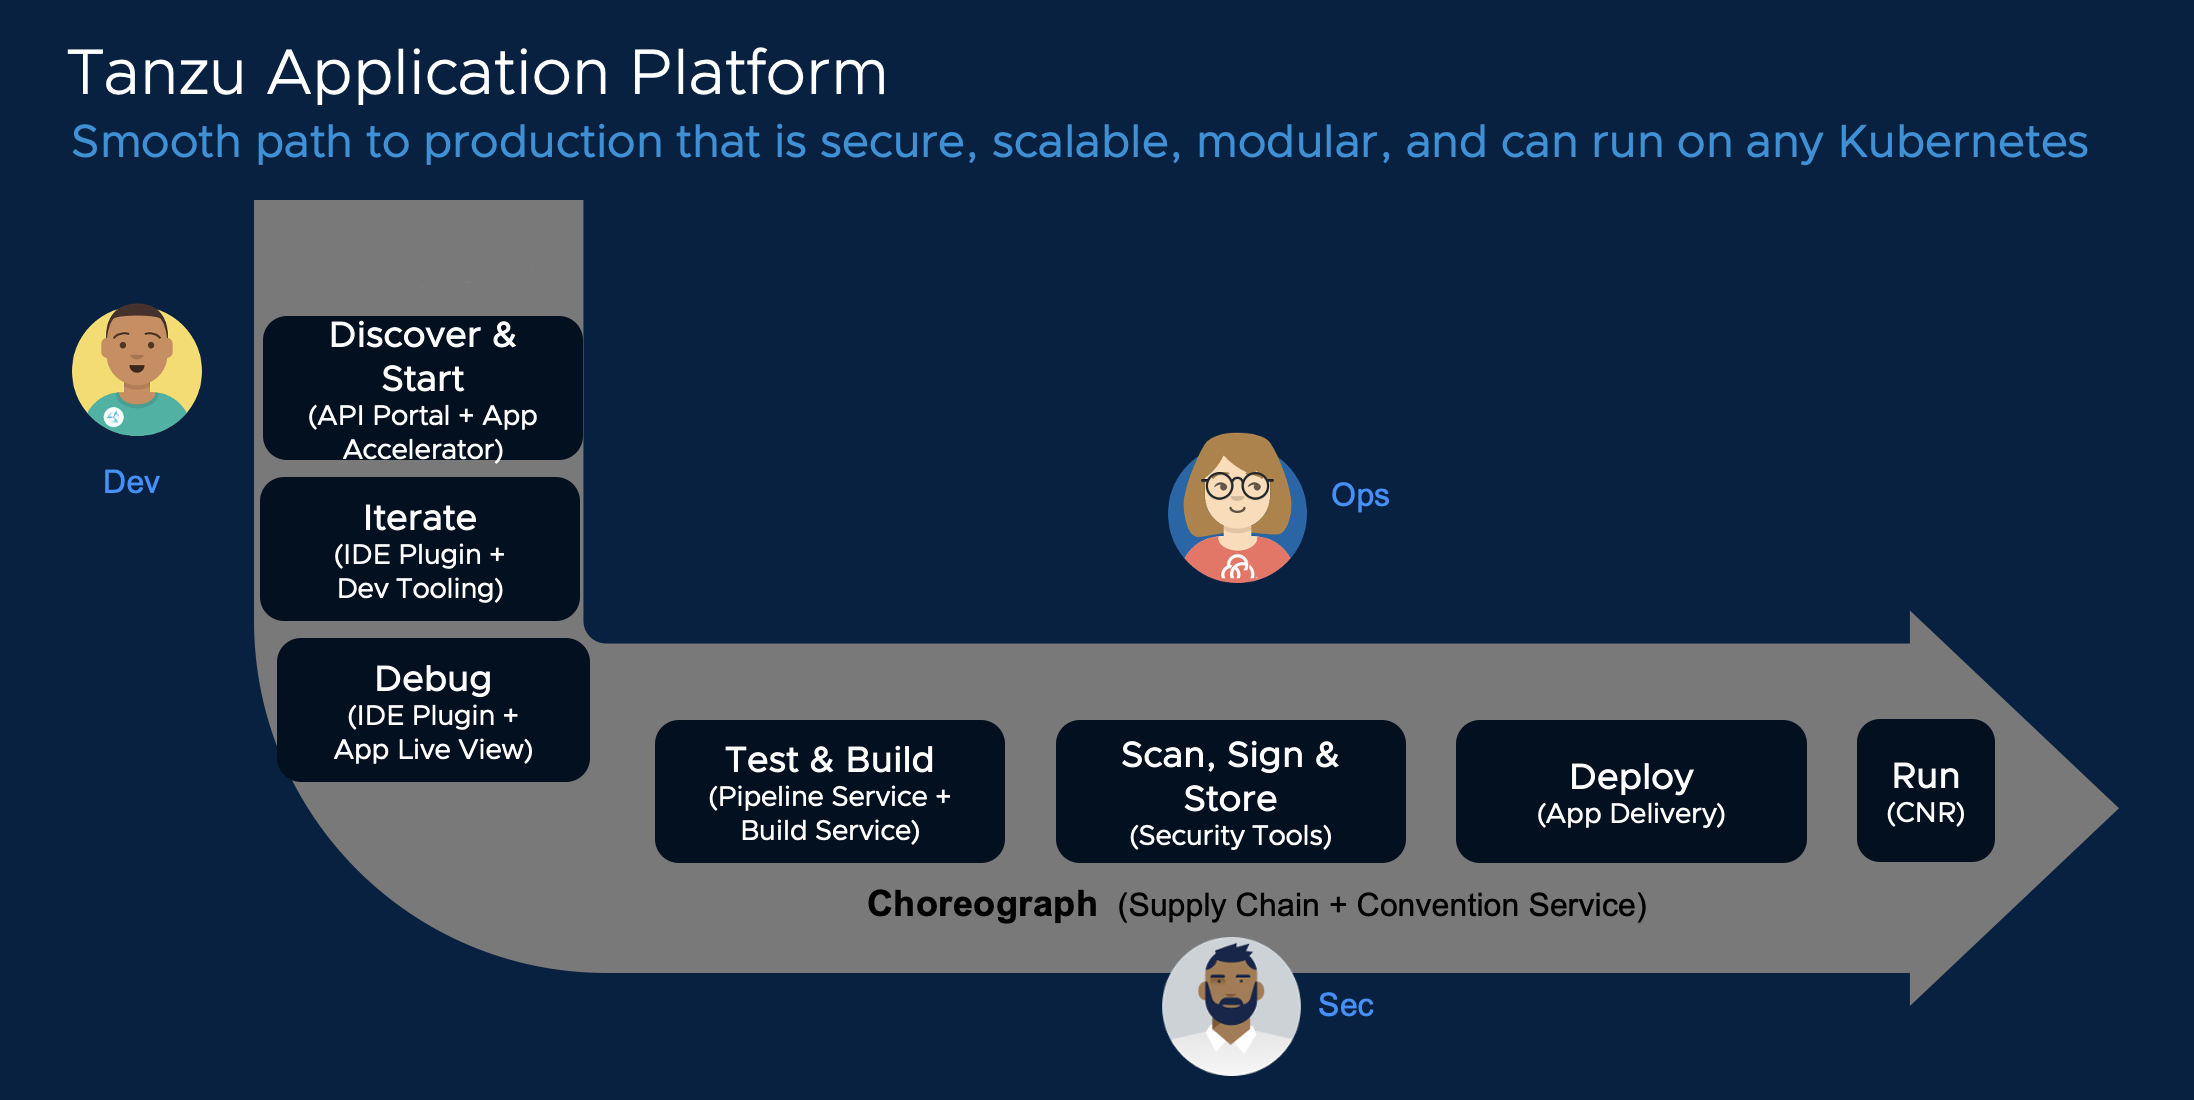 Tanzu Application Platform
Smooth path to production that is secure, scalable, modular, and can run on any Kubernetes
Discover &
Start
(API Portal + App
Accelerator)
Dev
Iterate
(IDE Plugin +
Dev Tooling)
Ops
Debug
(IDE Plugin +
App Live View)
Test & Build
(Pipeline Service +
Build Service)
Scan, Sign &
Store
(Security Tools)
Deploy
(App Delivery)
Run
(CNR)
Choreograph (Supply Chain + Convention Service)
Sec